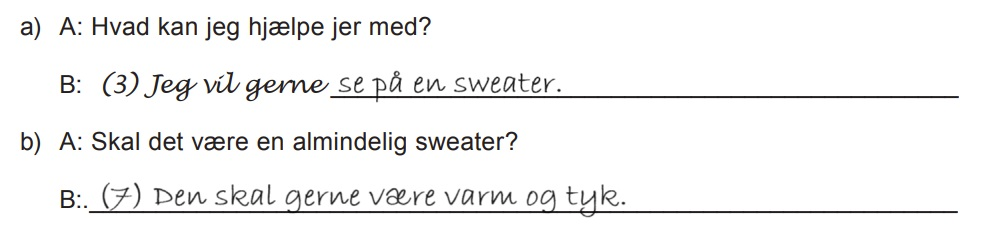 a) A: Hvad kan jeg hjælpe jer med?
B: (3) Jeg vil gerne se på en sweater.
b) A: Skal det være en almindelig sweater?
B:. (7) Den skal gerne være varm og tyk.